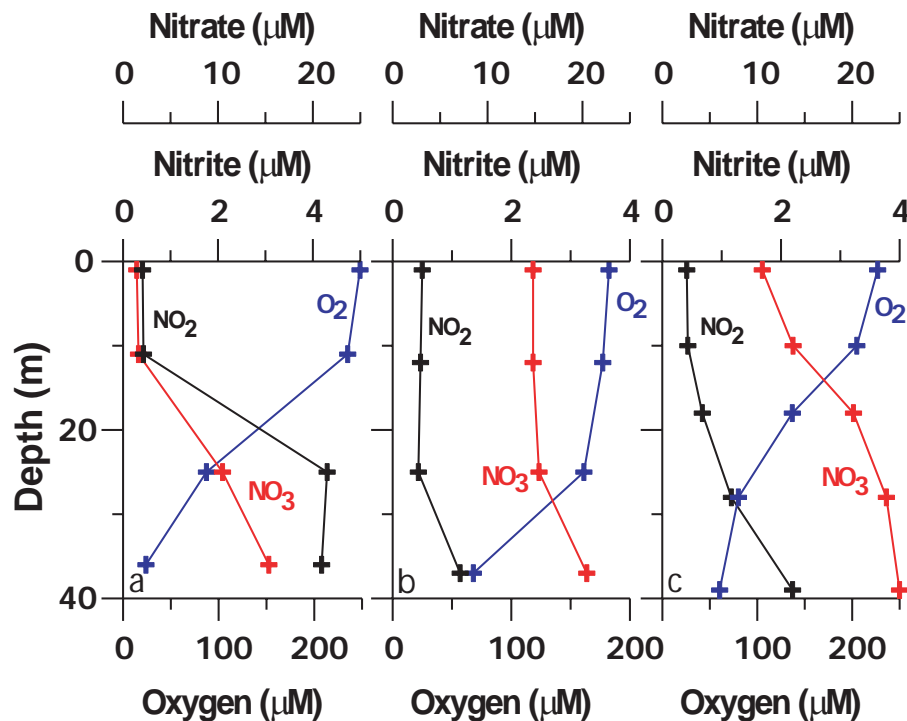 Nitrate (μM) Nitrate (μM) Nitrate (μM)
0 10 20 0 10 20 0 10 20
Nitrite (μM) Nitrite (μM) Nitrite (μM)
0 2 4 0 2 4 0 2 4
0
NO2 O2 NO2 O2 NO2 O2
20
Depth (m)
NO3 NO3 NO3
40
a b c
0 100 200 0 100 200 0 100 200
Oxygen (μM) Oxygen (μM) Oxygen (μM)